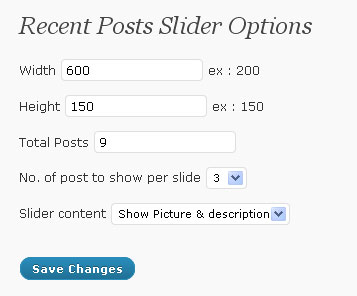 Recent Posts Slider Options
Width 600 ex : 200
Height 150 ex : 150
Total Posts 9
No. of post to show per slide 3
Slider content Show Picture & description
Save Changes